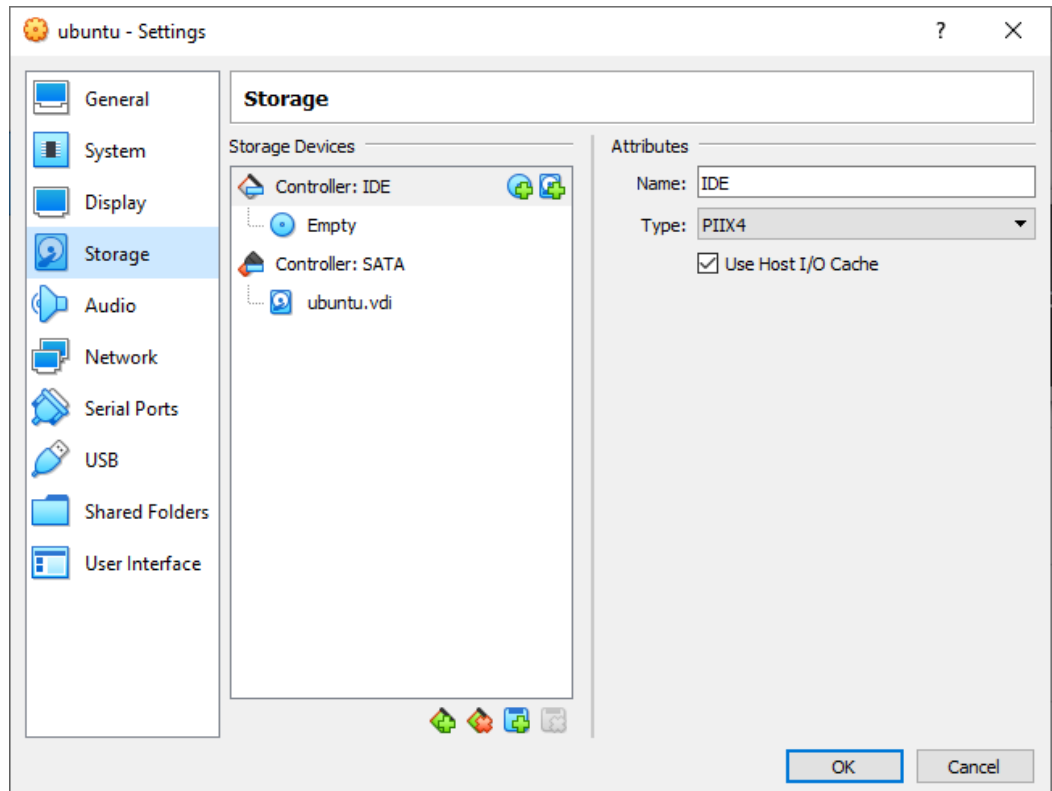 ubuntu - Settings
?
General
System
Display
Storage
Audio
Network
Serial Ports
USB
Shared Folders
User Interface
Storage
Storage Devices
Controller: IDE
Empty
Controller: SATA
ubuntu.vdi
Attributes
Name: IDE
Type: PIIX4
Use Host I/O Cache
OK
Cancel